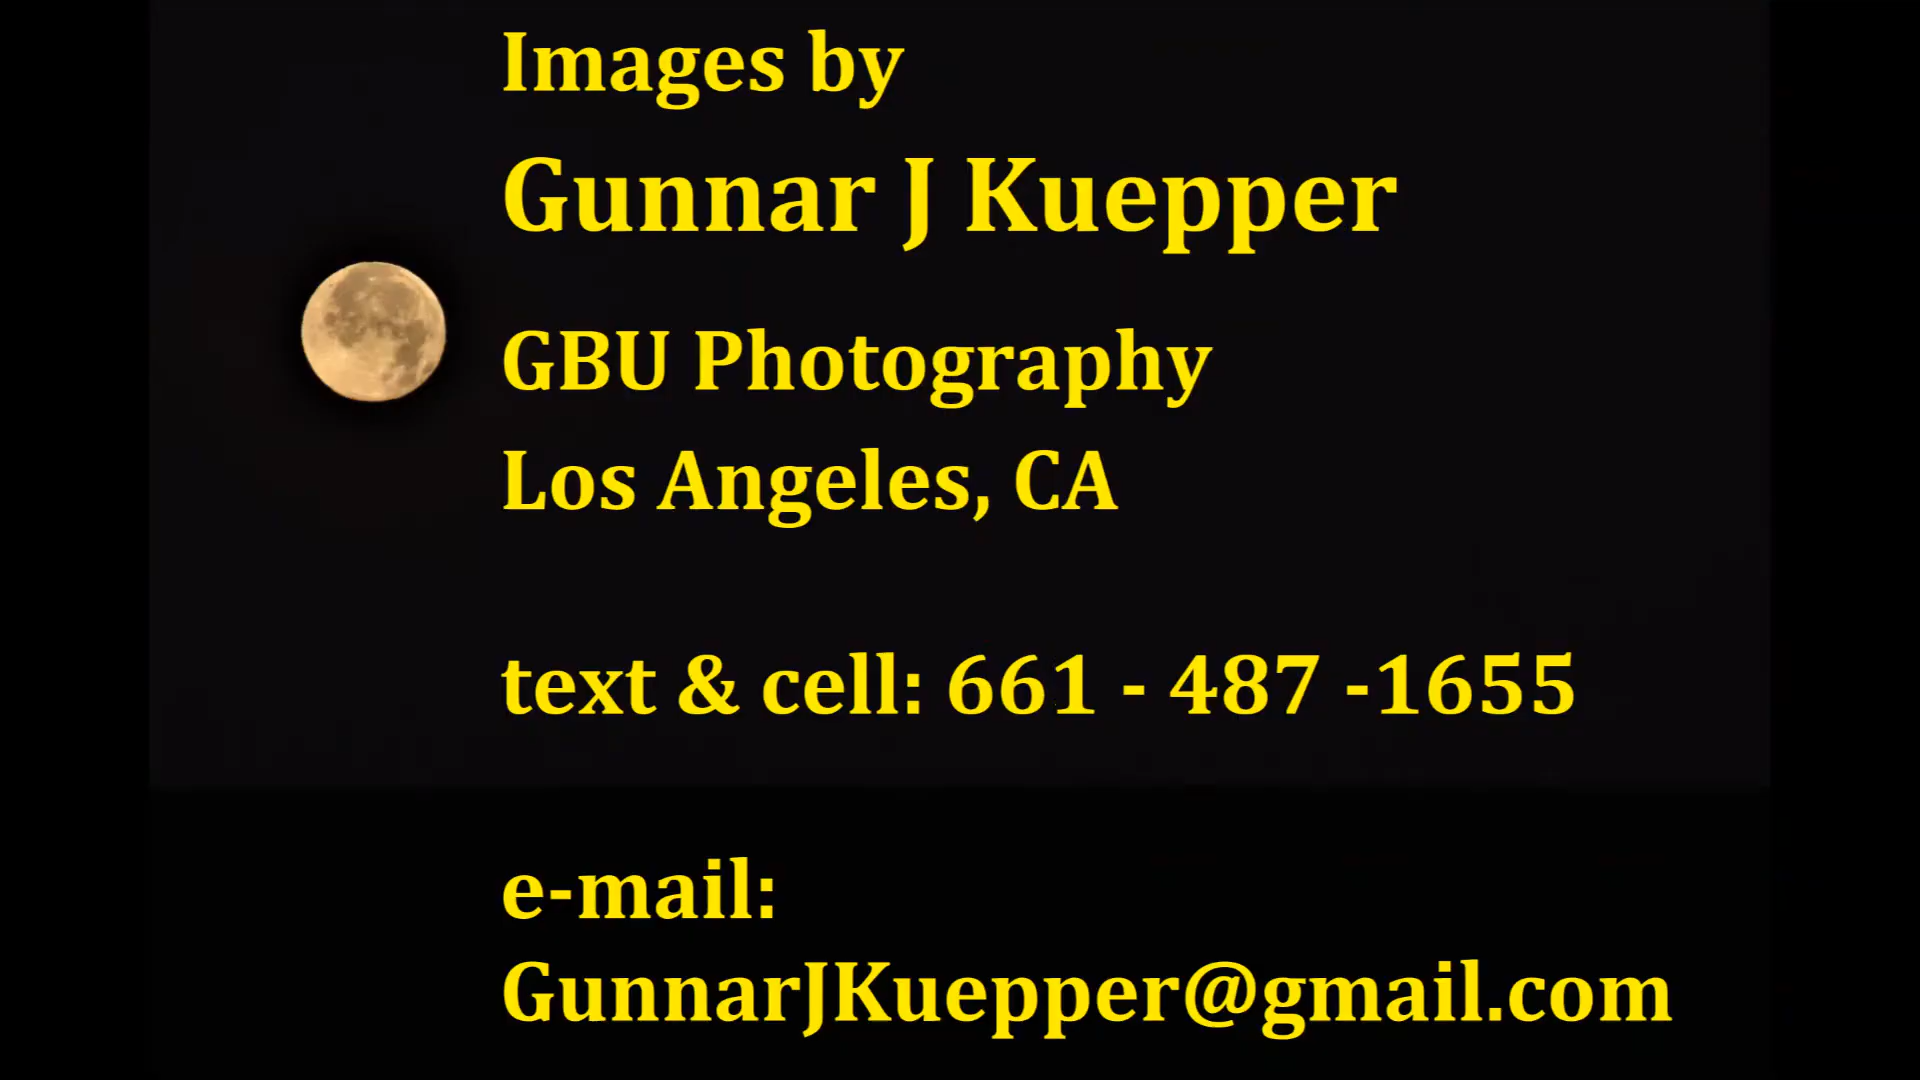 Images by
Gunnar J Kuepper
GBU Photography
Los Angeles, CA
text & cell: 661 - 487 -1655
e-mail:
GunnarJKuepper@gmail.com